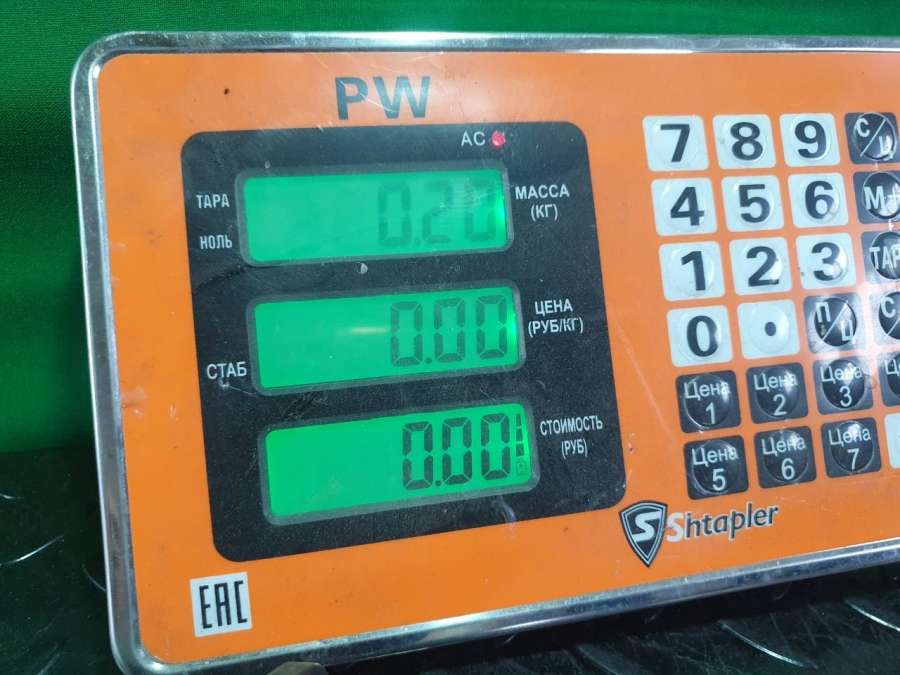 PW
AC
ТАРА
НОЛЬ
0.20
МАССА
(КГ)
СТАБ
0.00
ЦЕНА
(РУБ/КГ)
0.00
СТОИМОСТЬ
(РУБ)
7 8 9 С/Ц
4 5 6 М+
1 2 3
0 • П/Ц
Цена 1 Цена 2 Цена 3
Цена 5 Цена 6 Цена 7
S Shtapler
EAC